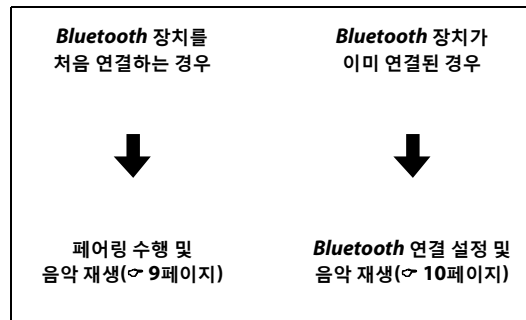 Bluetooth 장치를
처음 연결하는 경우
페어링 수행 및
음악 재생(☞ 9페이지)
Bluetooth 장치가
이미 연결된 경우
Bluetooth 연결 설정 및
음악 재생(☞ 10페이지)